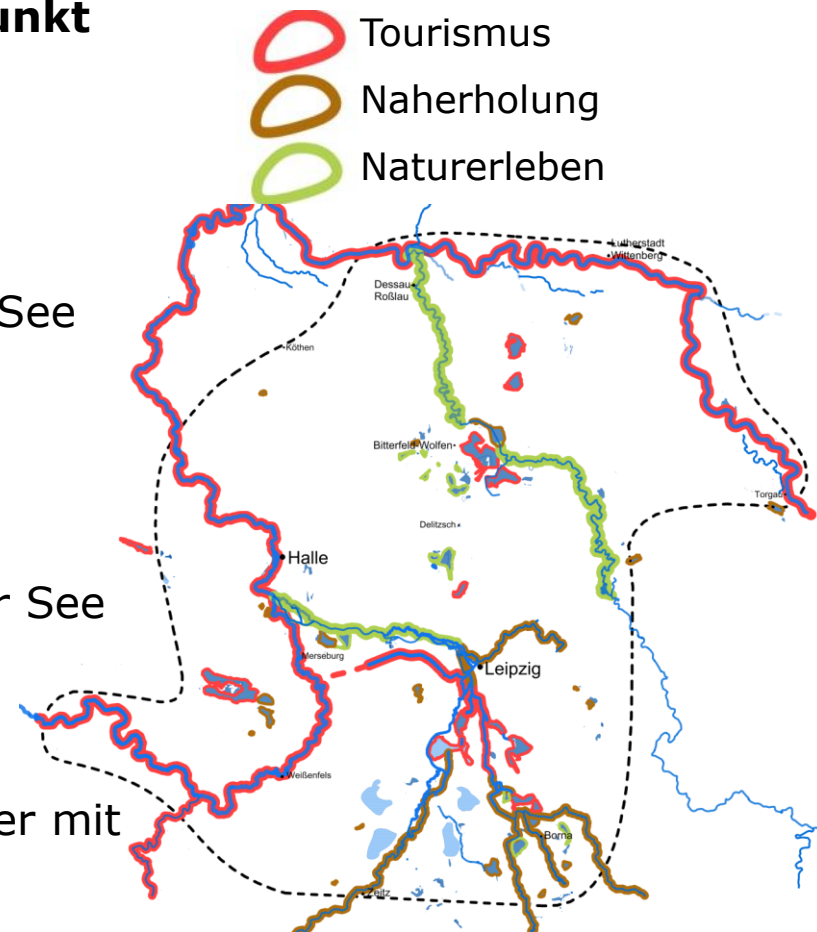 unkt
Tourismus
Naherholung
Naturerleben
Lutherstadt
Wittenberg
Dessau
Roßlau
See
Köthen
Bitterfeld-Wolfen
Torgau
Delitzsch
Halle
r See
Merseburg
Leipzig
Weißenfels
er mit
Borna
Zeitz